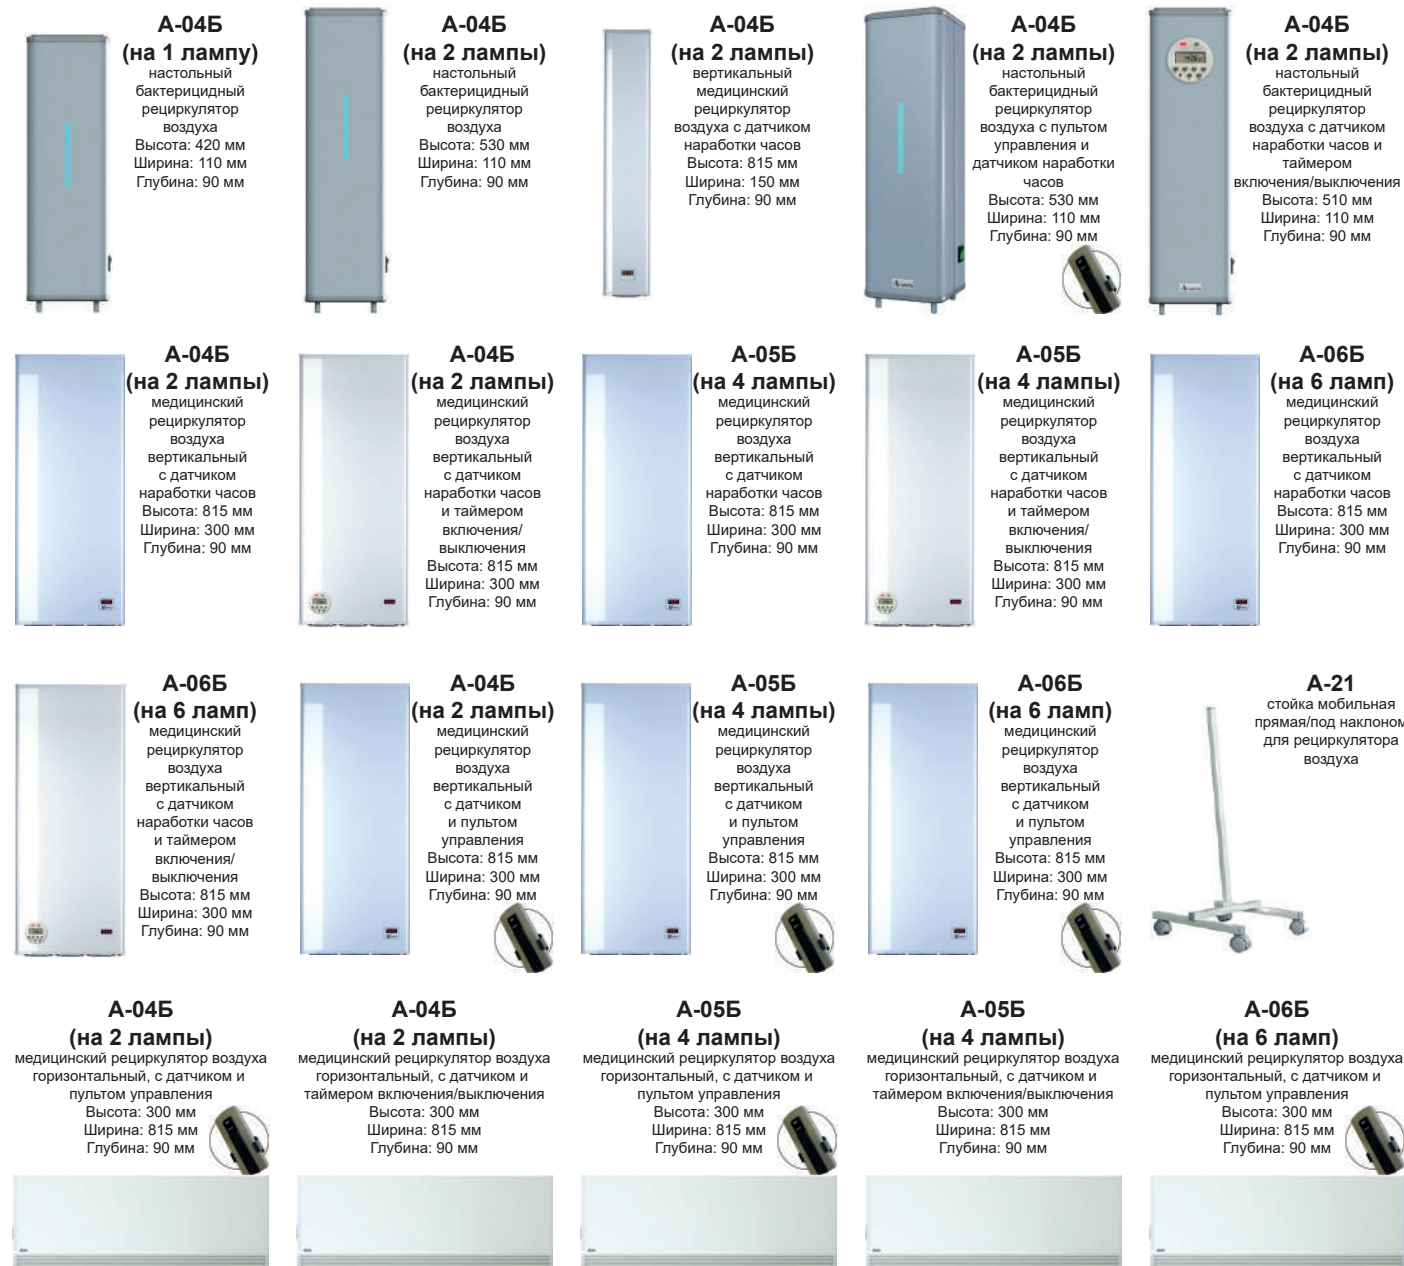 А-04Б
(на 1 лампу)
настольный
бактерицидный
рециркулятор
воздуха
Высота: 420 мм
Ширина: 110 мм
Глубина: 90 мм
А-04Б
(на 2 лампы)
настольный
бактерицидный
рециркулятор
воздуха
Высота: 530 мм
Ширина: 110 мм
Глубина: 90 мм
А-04Б
(на 2 лампы)
вертикальный
медицинский
рециркулятор
воздуха с датчиком
наработки часов
Высота: 815 мм
Ширина: 150 мм
Глубина: 90 мм
А-04Б
(на 2 лампы)
настольный
бактерицидный
рециркулятор
воздуха с пультом
управления и
датчиком наработки
часов
Высота: 530 мм
Ширина: 110 мм
Глубина: 90 мм
А-04Б
(на 2 лампы)
настольный
бактерицидный
рециркулятор
воздуха с датчиком
наработки часов и
таймером
включения/выключения
Высота: 510 мм
Ширина: 110 мм
Глубина: 90 мм
А-04Б
(на 2 лампы)
медицинский
рециркулятор
воздуха
вертикальный
с датчиком
наработки часов
Высота: 815 мм
Ширина: 300 мм
Глубина: 90 мм
А-04Б
(на 2 лампы)
медицинский
рециркулятор
воздуха
вертикальный
с датчиком
наработки часов
и таймером
включения/
выключения
Высота: 815 мм
Ширина: 300 мм
Глубина: 90 мм
А-05Б
(на 4 лампы)
медицинский
рециркулятор
воздуха
вертикальный
с датчиком
наработки часов
Высота: 815 мм
Ширина: 300 мм
Глубина: 90 мм
А-05Б
(на 4 лампы)
медицинский
рециркулятор
воздуха
вертикальный
с датчиком
наработки часов
и таймером
включения/
выключения
Высота: 815 мм
Ширина: 300 мм
Глубина: 90 мм
А-06Б
(на 6 ламп)
медицинский
рециркулятор
воздуха
вертикальный
с датчиком
наработки часов
Высота: 815 мм
Ширина: 300 мм
Глубина: 90 мм
А-06Б
(на 6 ламп)
медицинский
рециркулятор
воздуха
вертикальный
с датчиком
наработки часов
и таймером
включения/
выключения
Высота: 815 мм
Ширина: 300 мм
Глубина: 90 мм
А-04Б
(на 2 лампы)
медицинский
рециркулятор
воздуха
вертикальный
с датчиком
и пультом
управления
Высота: 815 мм
Ширина: 300 мм
Глубина: 90 мм
А-05Б
(на 4 лампы)
медицинский
рециркулятор
воздуха
вертикальный
с датчиком
и пультом
управления
Высота: 815 мм
Ширина: 300 мм
Глубина: 90 мм
А-06Б
(на 6 ламп)
медицинский
рециркулятор
воздуха
вертикальный
с датчиком
и пультом
управления
Высота: 815 мм
Ширина: 300 мм
Глубина: 90 мм
А-21
стойка мобильная
прямая/под наклоном
для рециркулятора
воздуха
А-04Б
(на 2 лампы)
медицинский рециркулятор воздуха
горизонтальный, с датчиком и
пультом управления
Высота: 300 мм
Ширина: 815 мм
Глубина: 90 мм
А-04Б
(на 2 лампы)
медицинский рециркулятор воздуха
горизонтальный, с датчиком и
таймером включения/выключения
Высота: 300 мм
Ширина: 815 мм
Глубина: 90 мм
А-05Б
(на 4 лампы)
медицинский рециркулятор воздуха
горизонтальный, с датчиком и
пультом управления
Высота: 300 мм
Ширина: 815 мм
Глубина: 90 мм
А-05Б
(на 4 лампы)
медицинский рециркулятор воздуха
горизонтальный, с датчиком и
таймером включения/выключения
Высота: 300 мм
Ширина: 815 мм
Глубина: 90 мм
А-06Б
(на 6 ламп)
медицинский рециркулятор воздуха
горизонтальный, с датчиком и
пультом управления
Высота: 300 мм
Ширина: 815 мм
Глубина: 90 мм